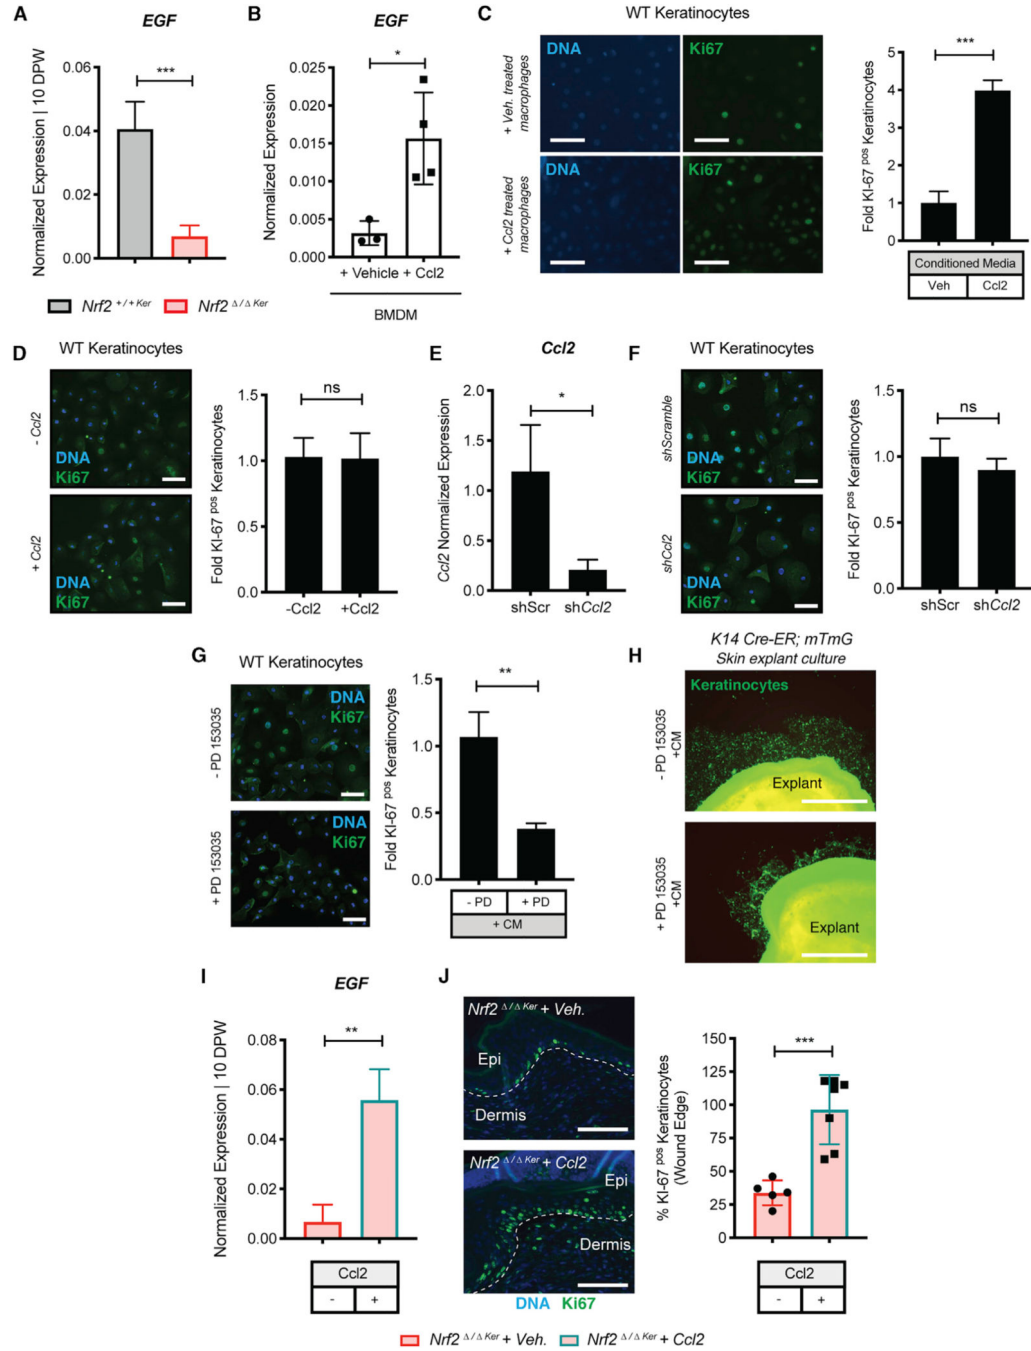 A
EGF
Normalized Expression | 10 DPW
0.06
0.04
0.02
0.00
***
Nrf2 +/+ Ker
Nrf2 Δ/Δ Ker
B
EGF
Normalized Expression
0.025
0.020
0.015
0.010
0.005
0.000
*
+ Vehicle + Ccl2
BMDM
C
WT Keratinocytes
+ Veh. treated
macrophages
DNA
Ki67
+ Ccl2 treated
macrophages
DNA
Ki67
Fold KI-67 pos Keratinocytes
5
4
3
2
1
0
***
Conditioned Media
Veh
Ccl2
D
WT Keratinocytes
- Ccl2
DNA
Ki67
+ Ccl2
DNA
Ki67
Fold KI-67 pos Keratinocytes
1.5
1.0
0.5
0.0
ns
-Ccl2
+Ccl2
E
Ccl2
Ccl2 Normalized Expression
2.0
1.5
1.0
0.5
0.0
*
shScr
shCcl2
F
WT Keratinocytes
shScramble
DNA
Ki67
shCcl2
DNA
Ki67
Fold KI-67 pos Keratinocytes
1.5
1.0
0.5
0.0
ns
shScr
shCcl2
G
WT Keratinocytes
- PD 153035
DNA
Ki67
+ PD 153035
DNA
Ki67
Fold KI-67 pos Keratinocytes
1.5
1.0
0.5
0.0
**
- PD
+ PD
+ CM
H
K14 Cre-ER; mTmG
Skin explant culture
- PD 153035
+CM
Keratinocytes
Explant
+ PD 153035
+CM
Explant
I
EGF
Normalized Expression | 10 DPW
0.08
0.06
0.04
0.02
0.00
**
Ccl2
-
+
J
Nrf2 Δ/Δ Ker + Veh.
Epi
Dermis
Nrf2 Δ/Δ Ker + Ccl2
Epi
Dermis
DNA Ki67
% KI-67 pos Keratinocytes
(Wound Edge)
150
125
100
75
50
25
0
***
Ccl2
-
+
Nrf2 Δ/Δ Ker + Veh.
Nrf2 Δ/Δ Ker + Ccl2